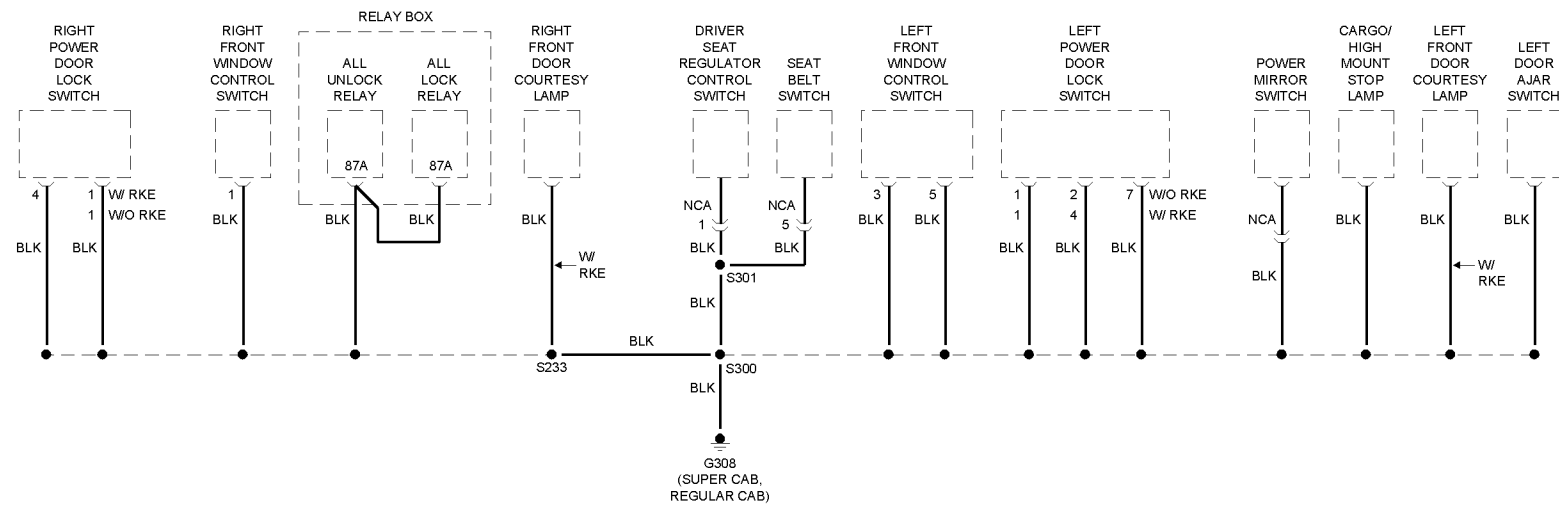 RELAY BOX
RIGHT
POWER
DOOR
LOCK
SWITCH
RIGHT
FRONT
WINDOW
CONTROL
SWITCH
ALL
UNLOCK
RELAY
ALL
LOCK
RELAY
RIGHT
FRONT
DOOR
COURTESY
LAMP
DRIVER
SEAT
REGULATOR
CONTROL
SWITCH
SEAT
BELT
SWITCH
LEFT
FRONT
WINDOW
CONTROL
SWITCH
LEFT
POWER
DOOR
LOCK
SWITCH
POWER
MIRROR
SWITCH
CARGO/
HIGH
MOUNT
STOP
LAMP
LEFT
FRONT
DOOR
COURTESY
LAMP
LEFT
DOOR
AJAR
SWITCH
87A
87A
4
1 W/ RKE
1 W/O RKE
1
3
5
1
2
7 W/O RKE
1
4
W/ RKE
BLK
BLK
BLK
BLK
BLK
BLK
NCA
1
NCA
5
BLK
BLK
BLK
BLK
BLK
BLK
BLK
NCA
BLK
BLK
BLK
BLK
W/
RKE
W/
RKE
S301
BLK
BLK
S233
S300
BLK
G308
(SUPER CAB,
REGULAR CAB)